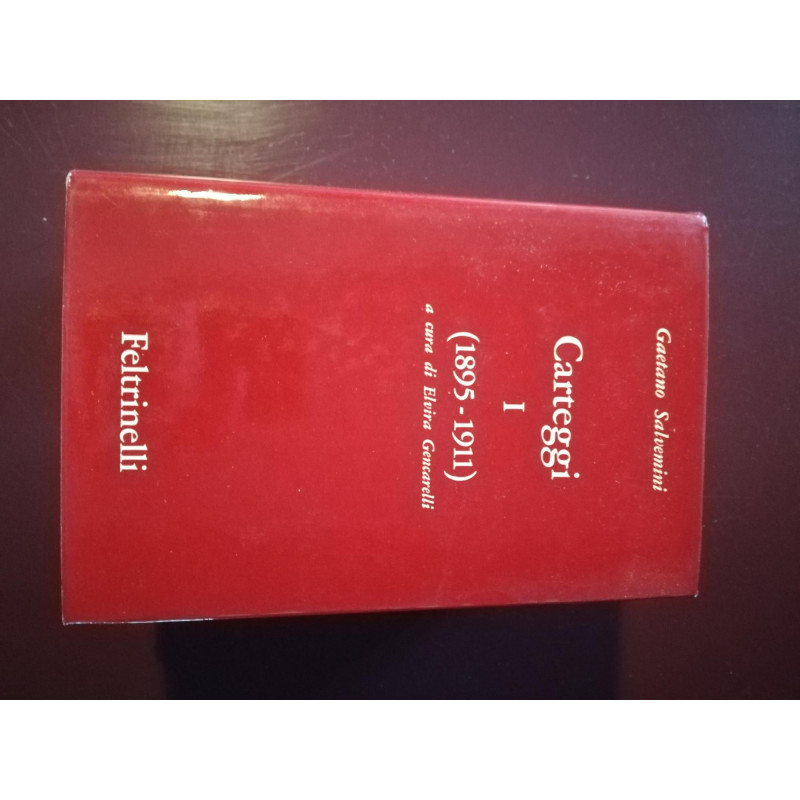 Gaetano Salvemini
Carteggi
I
(1895-1911)
a cura di Elvira Gencarelli
Feltrinelli